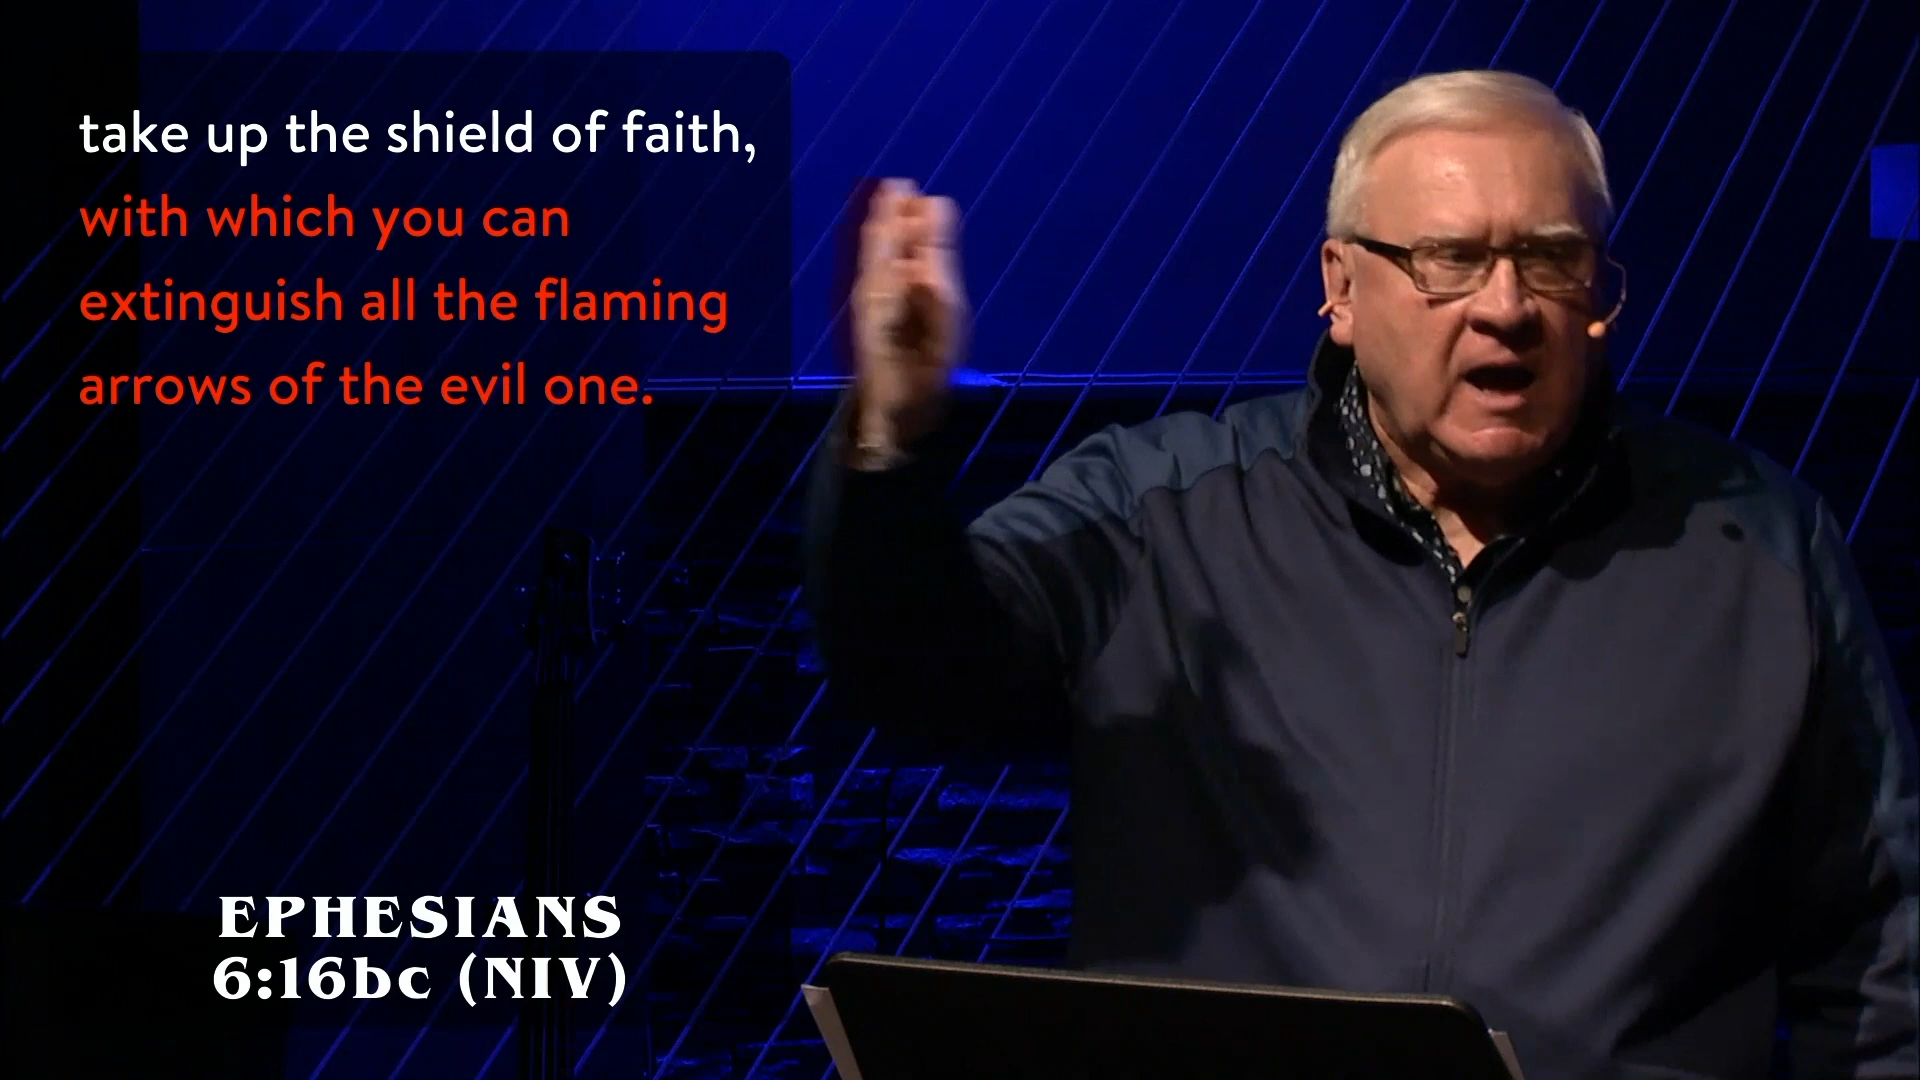 take up the shield of faith,
with which you can
extinguish all the flaming
arrows of the evil one.
EPHESIANS
6:16bc (NIV)